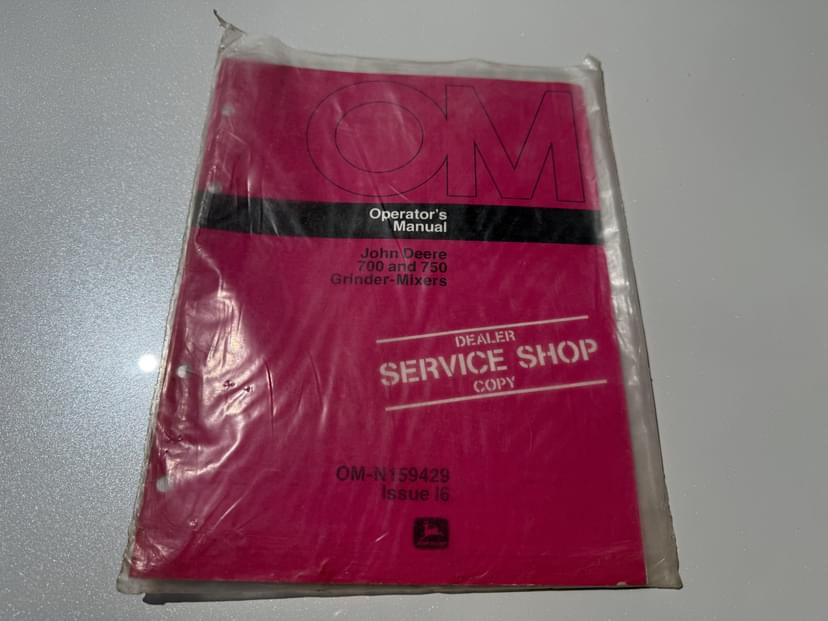 OM
Operator's
Manual
John Deere
700 and 750
Grinder-Mixers
DEALER
SERVICE SHOP
COPY
OM-N159429
Issue I6